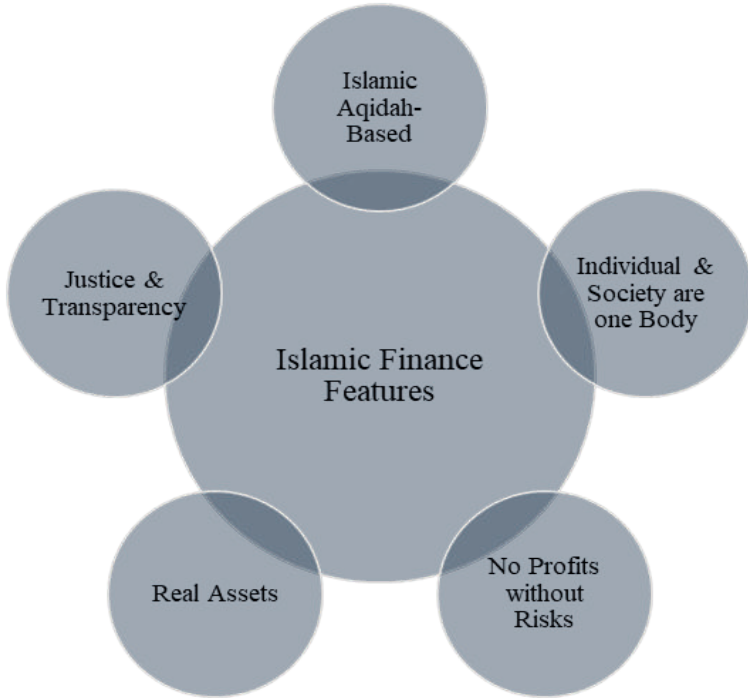 Islamic
Aqidah-
Based
Justice &
Transparency
Individual &
Society are
one Body
Islamic Finance
Features
Real Assets
No Profits
without
Risks